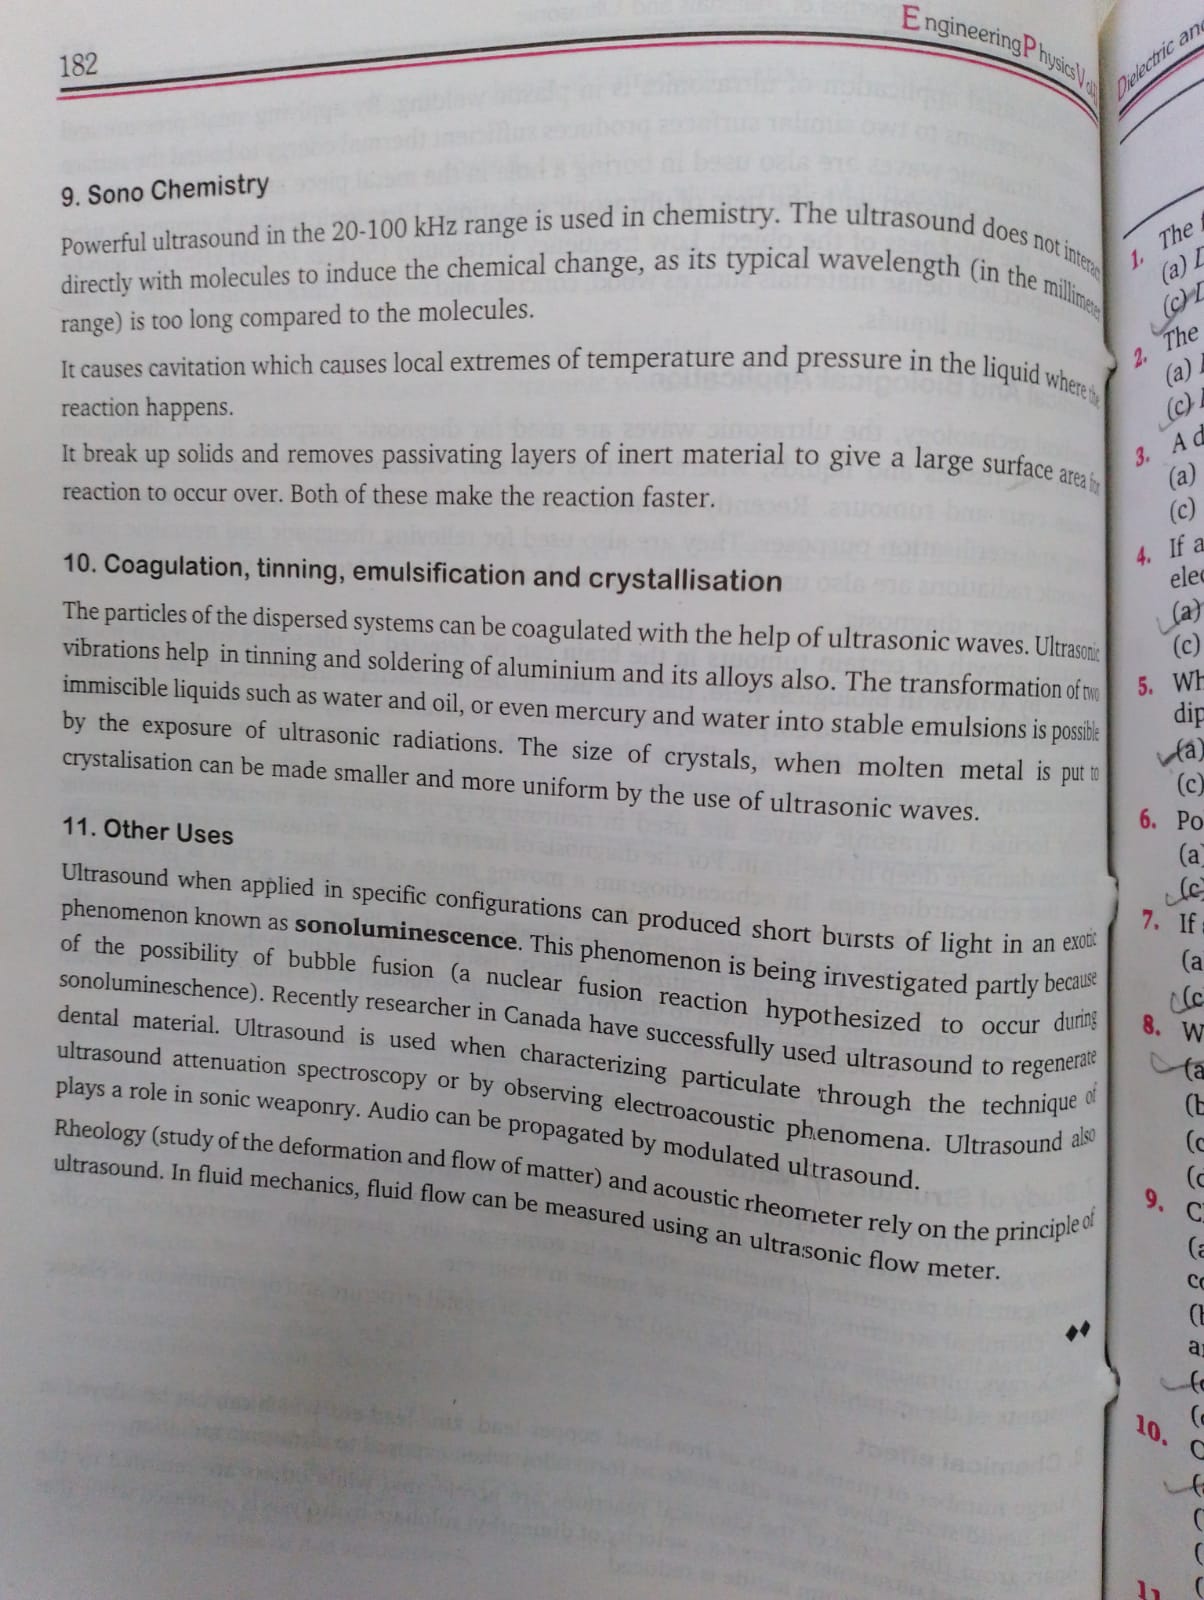 182
Engineering Physics Vol.II
9. Sono Chemistry
Powerful ultrasound in the 20-100 kHz range is used in chemistry. The ultrasound does not interac
directly with molecules to induce the chemical change, as its typical wavelength (in the millimeter
range) is too long compared to the molecules.
It causes cavitation which causes local extremes of temperature and pressure in the liquid where the
reaction happens.
It break up solids and removes passivating layers of inert material to give a large surface area for
reaction to occur over. Both of these make the reaction faster.
10. Coagulation, tinning, emulsification and crystallisation
The particles of the dispersed systems can be coagulated with the help of ultrasonic waves. Ultrasonic
vibrations help in tinning and soldering of aluminium and its alloys also. The transformation of two
immiscible liquids such as water and oil, or even mercury and water into stable emulsions is possible
by the exposure of ultrasonic radiations. The size of crystals, when molten metal is put to
crystalisation can be made smaller and more uniform by the use of ultrasonic waves.
11. Other Uses
Ultrasound when applied in specific configurations can produced short bursts of light in an exotic
phenomenon known as sonoluminescence. This phenomenon is being investigated partly because
of the possibility of bubble fusion (a nuclear fusion reaction hypothesized to occur during
sonolumineschence). Recently researcher in Canada have successfully used ultrasound to regenerate
dental material. Ultrasound is used when characterizing particulate through the technique of
ultrasound attenuation spectroscopy or by observing electroacoustic phenomena. Ultrasound also
plays a role in sonic weaponry. Audio can be propagated by modulated ultrasound.
Rheology (study of the deformation and flow of matter) and acoustic rheometer rely on the principle of
ultrasound. In fluid mechanics, fluid flow can be measured using an ultrasonic flow meter.
Dielectric an
1. The
(a)
(c)
2. The
(a)
(c)
3. A d
(a)
(c)
4. If a
elec
(a)
(c)
5. Wh
dip
(a)
(c)
6. Po
(a)
(c)
7. If
(a
(c
8. W
(a
(b
(c
(d
9.
(a
co
(b
a
10.
11.